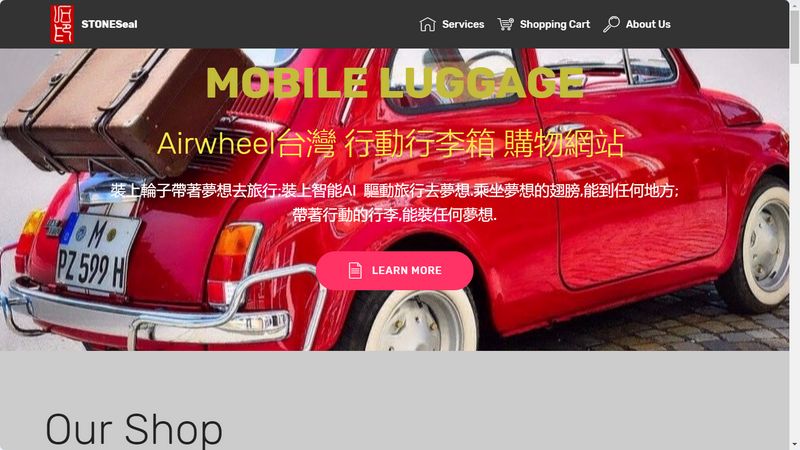 STONESeal
Services
Shopping Cart
About Us
MOBILE LUGGAGE
Airwheel台灣 行動行李箱 購物網站
裝上輪子帶著夢想去旅行;裝上智能AI 驅動旅行去夢想.乘坐夢想的翅膀,能到任何地方;
帶著行動的行李,能裝任何夢想.
M
PZ 599 H
LEARN MORE
Our Shop